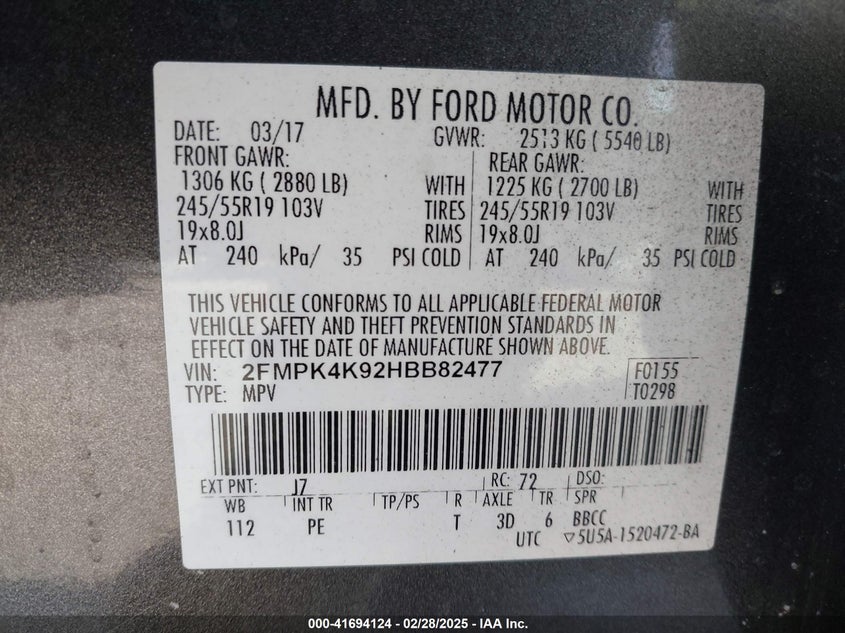 MFD. BY FORD MOTOR CO.
DATE: 03/17 GVWR: 2513 KG ( 5540 LB)
FRONT GAWR: REAR GAWR:
1306 KG ( 2880 LB) WITH 1225 KG ( 2700 LB) WITH
245/55R19 103V TIRES 245/55R19 103V TIRES
19x8.0J RIMS 19x8.0J RIMS
AT 240 kPa/ 35 PSI COLD AT 240 kPa/ 35 PSI COLD
THIS VEHICLE CONFORMS TO ALL APPLICABLE FEDERAL MOTOR
VEHICLE SAFETY AND THEFT PREVENTION STANDARDS IN
EFFECT ON THE DATE OF MANUFACTURE SHOWN ABOVE.
VIN: 2FMPK4K92HBB82477 F0155
TYPE: MPV T0298
EXT PNT: J7 RC: 72 DSO:
WB INT TR TP/PS R AXLE TR SPR
112 PE T 3D 6 BBCC
UTC ▽5U5A-1520472-BA
000-41694124 - 02/28/2025 - IAA Inc.